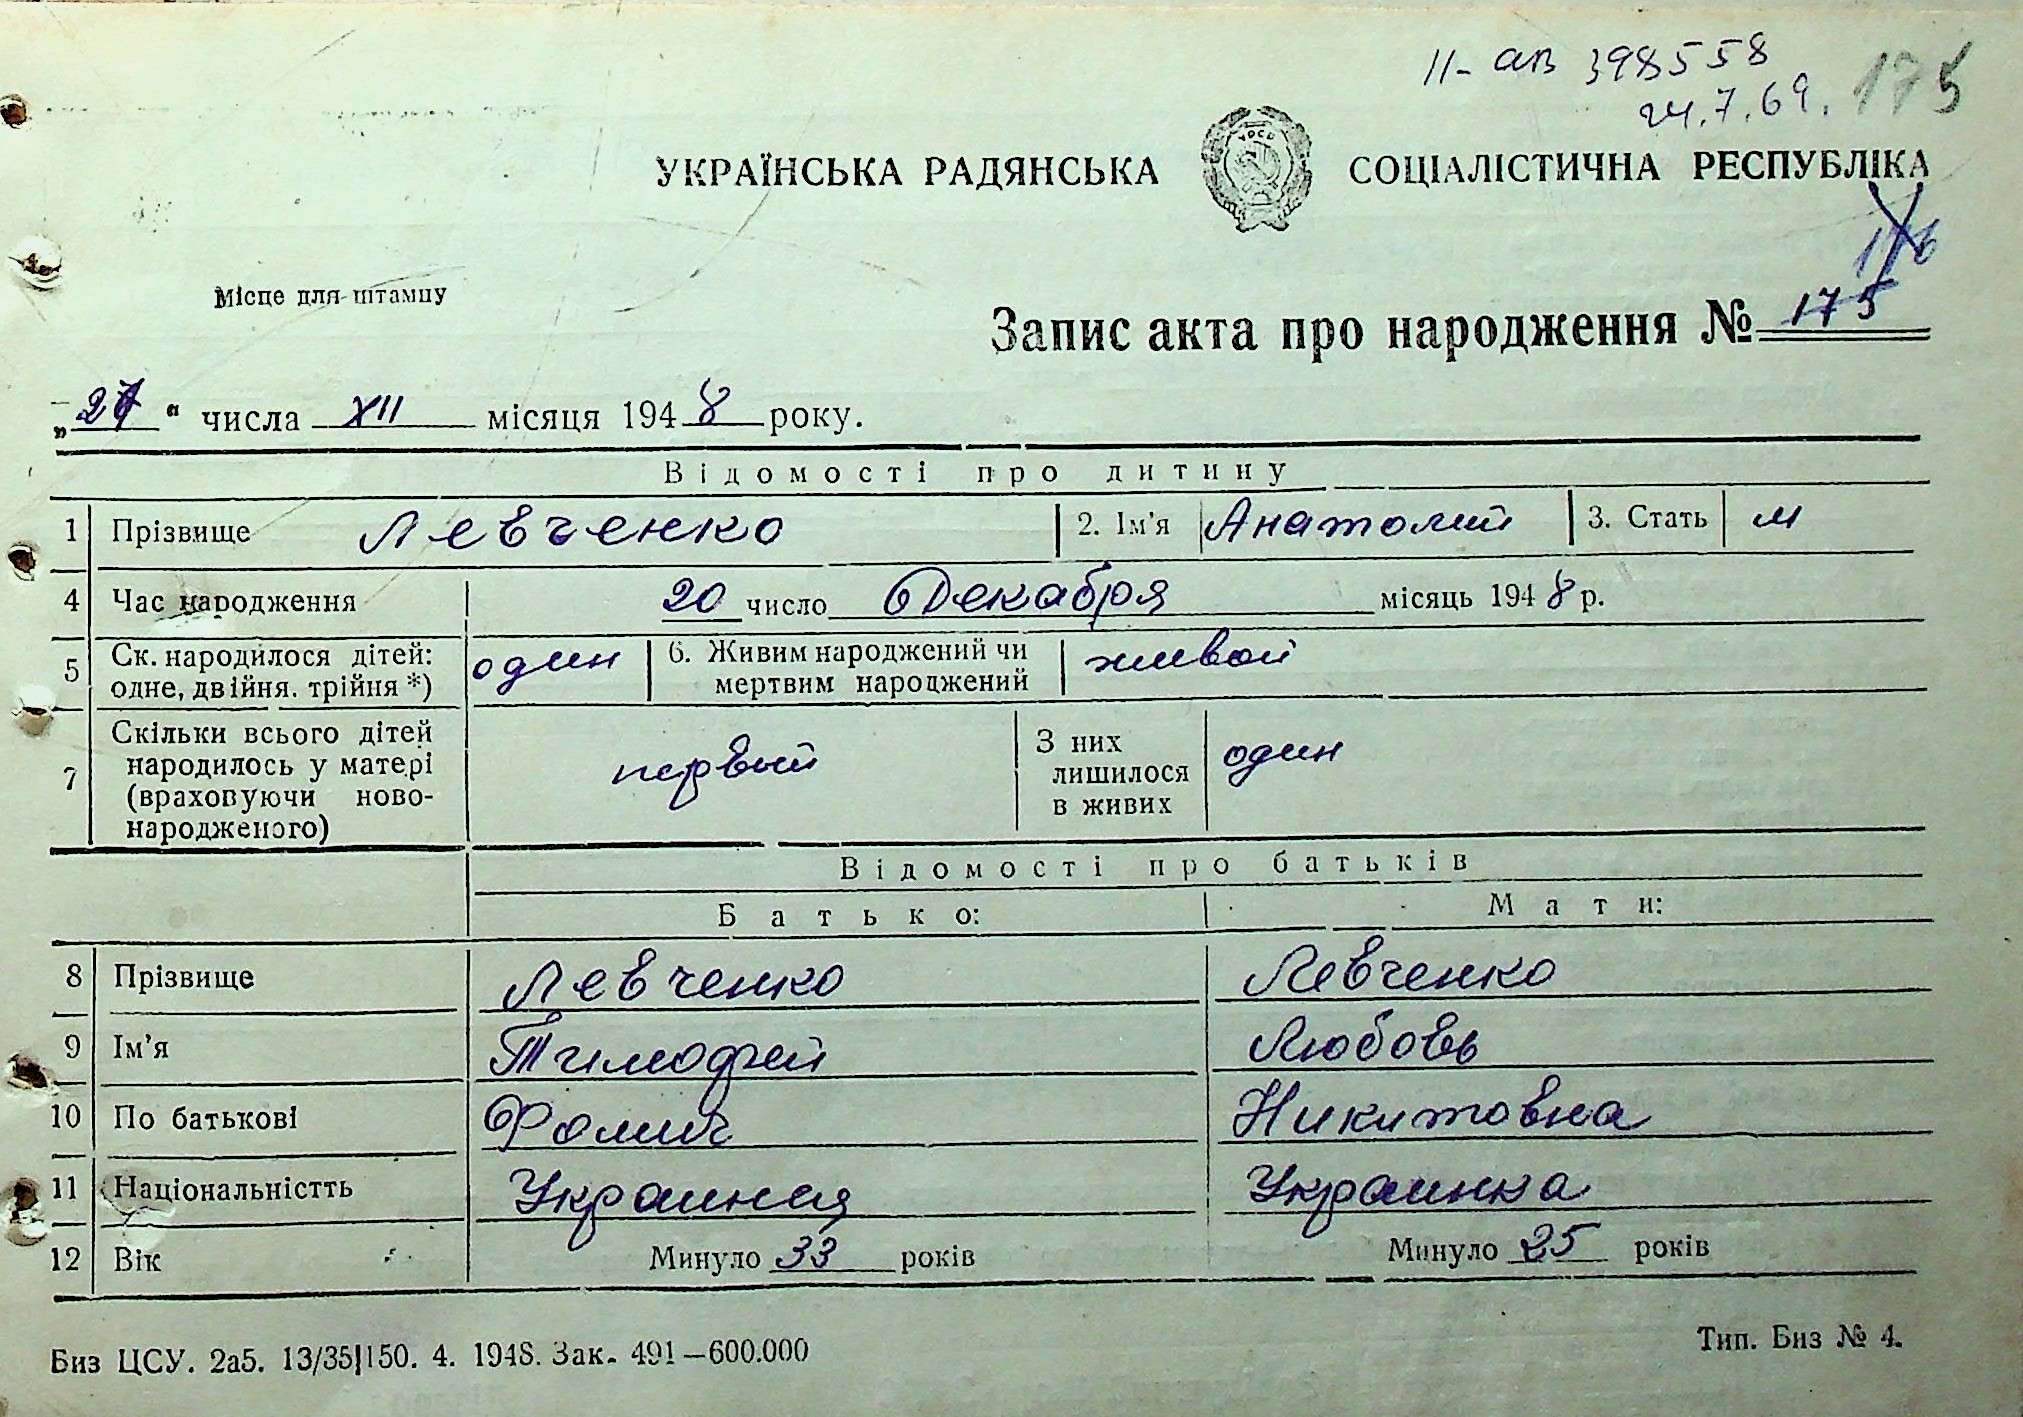 II-ав 398558
24.7.69. 175
УКРАЇНСЬКА РАДЯНСЬКА СОЦІАЛІСТИЧНА РЕСПУБЛІКА
УРСР
176
Місце для штампу
Запис акта про народження № 175
„27“ числа XII місяця 1948 року.
Відомості про дитину
1 Прізвище Левченко 2. Ім'я Анатолий 3. Стать м
4 Час народження 20 число Декабря місяць 1948 р.
5 Ск. народилося дітей: одне, двійня. трійня *) один 6. Живим народжений чи мертвим народжений живой
7 Скільки всього дітей народилось у матері (враховуючи ново-народженого) первый З них лишилося в живих один
Відомості про батьків
Батько: Мати:
8 Прізвище Левченко Левченко
9 Ім'я Тимофей Любовь
10 По батькові Фомич Никитовна
11 Національністть Украинец Украинка
12 Вік Минуло 33 років Минуло 25 років
Биз ЦСУ. 2а5. 13/35|150. 4. 1948. Зак. 491—600.000 Тип. Биз № 4.